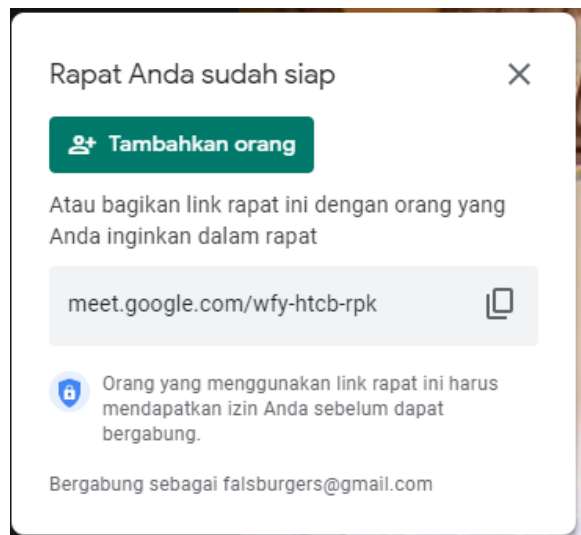 Rapat Anda sudah siap
Tambahkan orang
Atau bagikan link rapat ini dengan orang yang
Anda inginkan dalam rapat
meet.google.com/wfy-htcb-rpk
Orang yang menggunakan link rapat ini harus
mendapatkan izin Anda sebelum dapat
bergabung.
Bergabung sebagai falsburgers@gmail.com